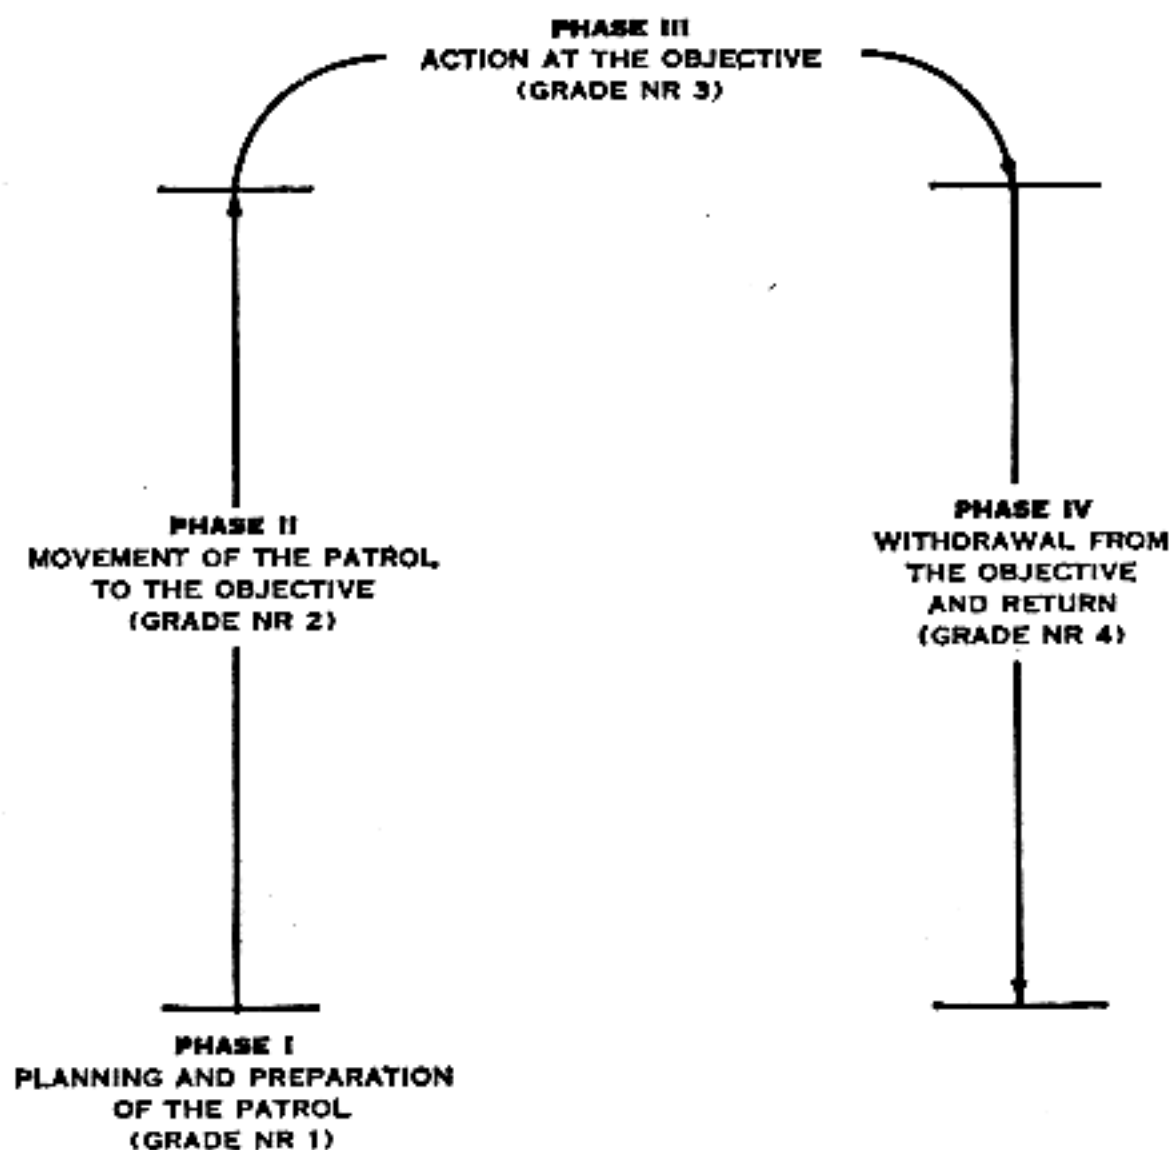 PHASE III
ACTION AT THE OBJECTIVE
(GRADE NR 3)
PHASE II
MOVEMENT OF THE PATROL
TO THE OBJECTIVE
(GRADE NR 2)
PHASE IV
WITHDRAWAL FROM
THE OBJECTIVE
AND RETURN
(GRADE NR 4)
PHASE I
PLANNING AND PREPARATION
OF THE PATROL
(GRADE NR 1)